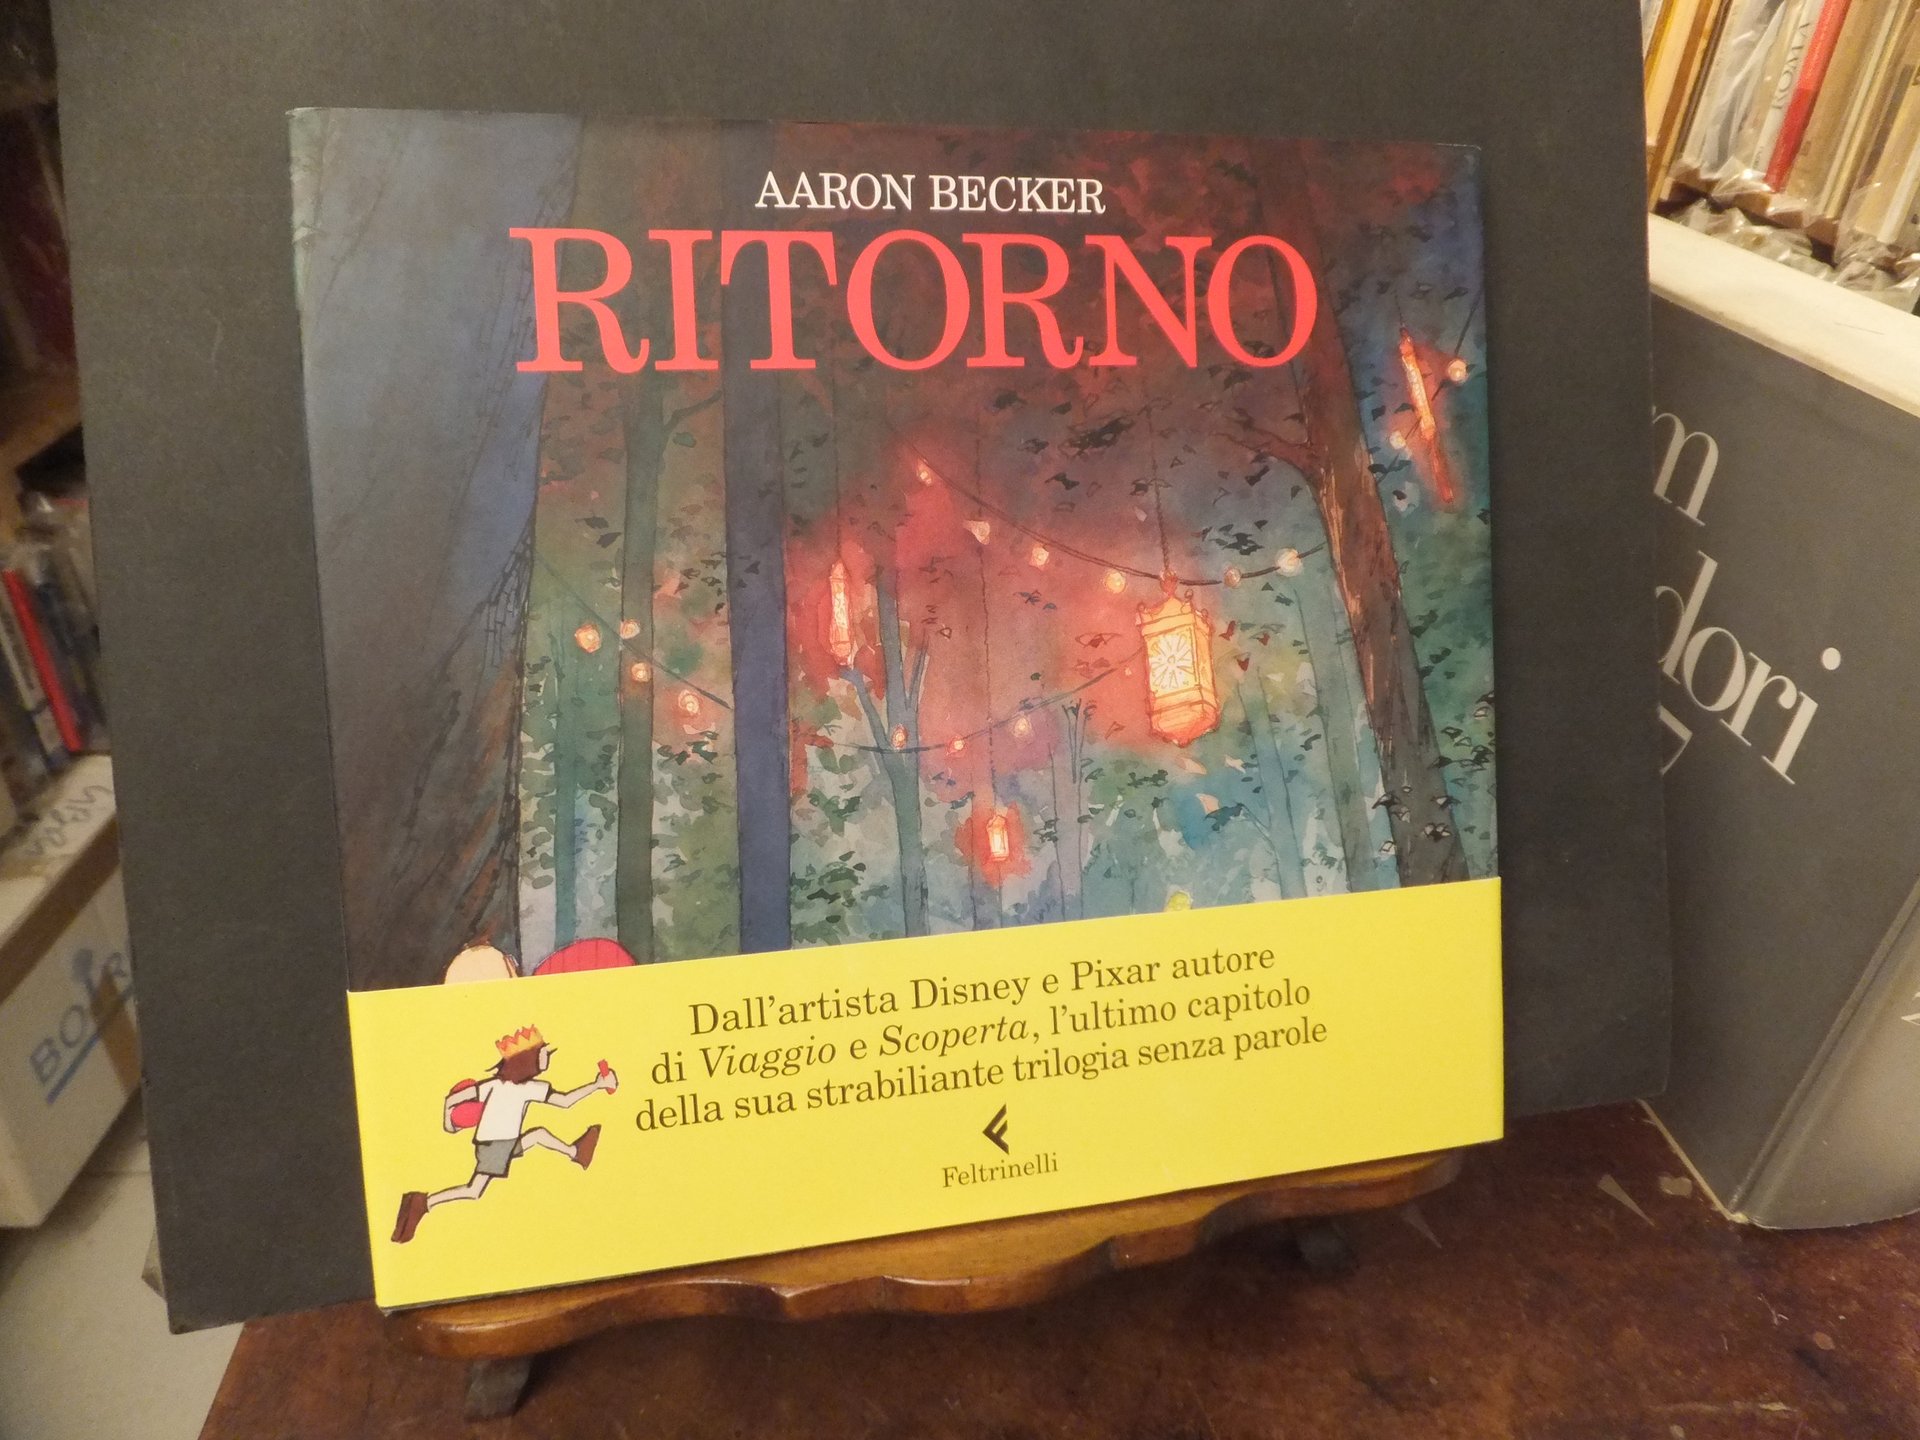 AARON BECKER
RITORNO
Dall'artista Disney e Pixar autore
di Viaggio e Scoperta, l'ultimo capitolo
della sua strabiliante trilogia senza parole
Feltrinelli
dori